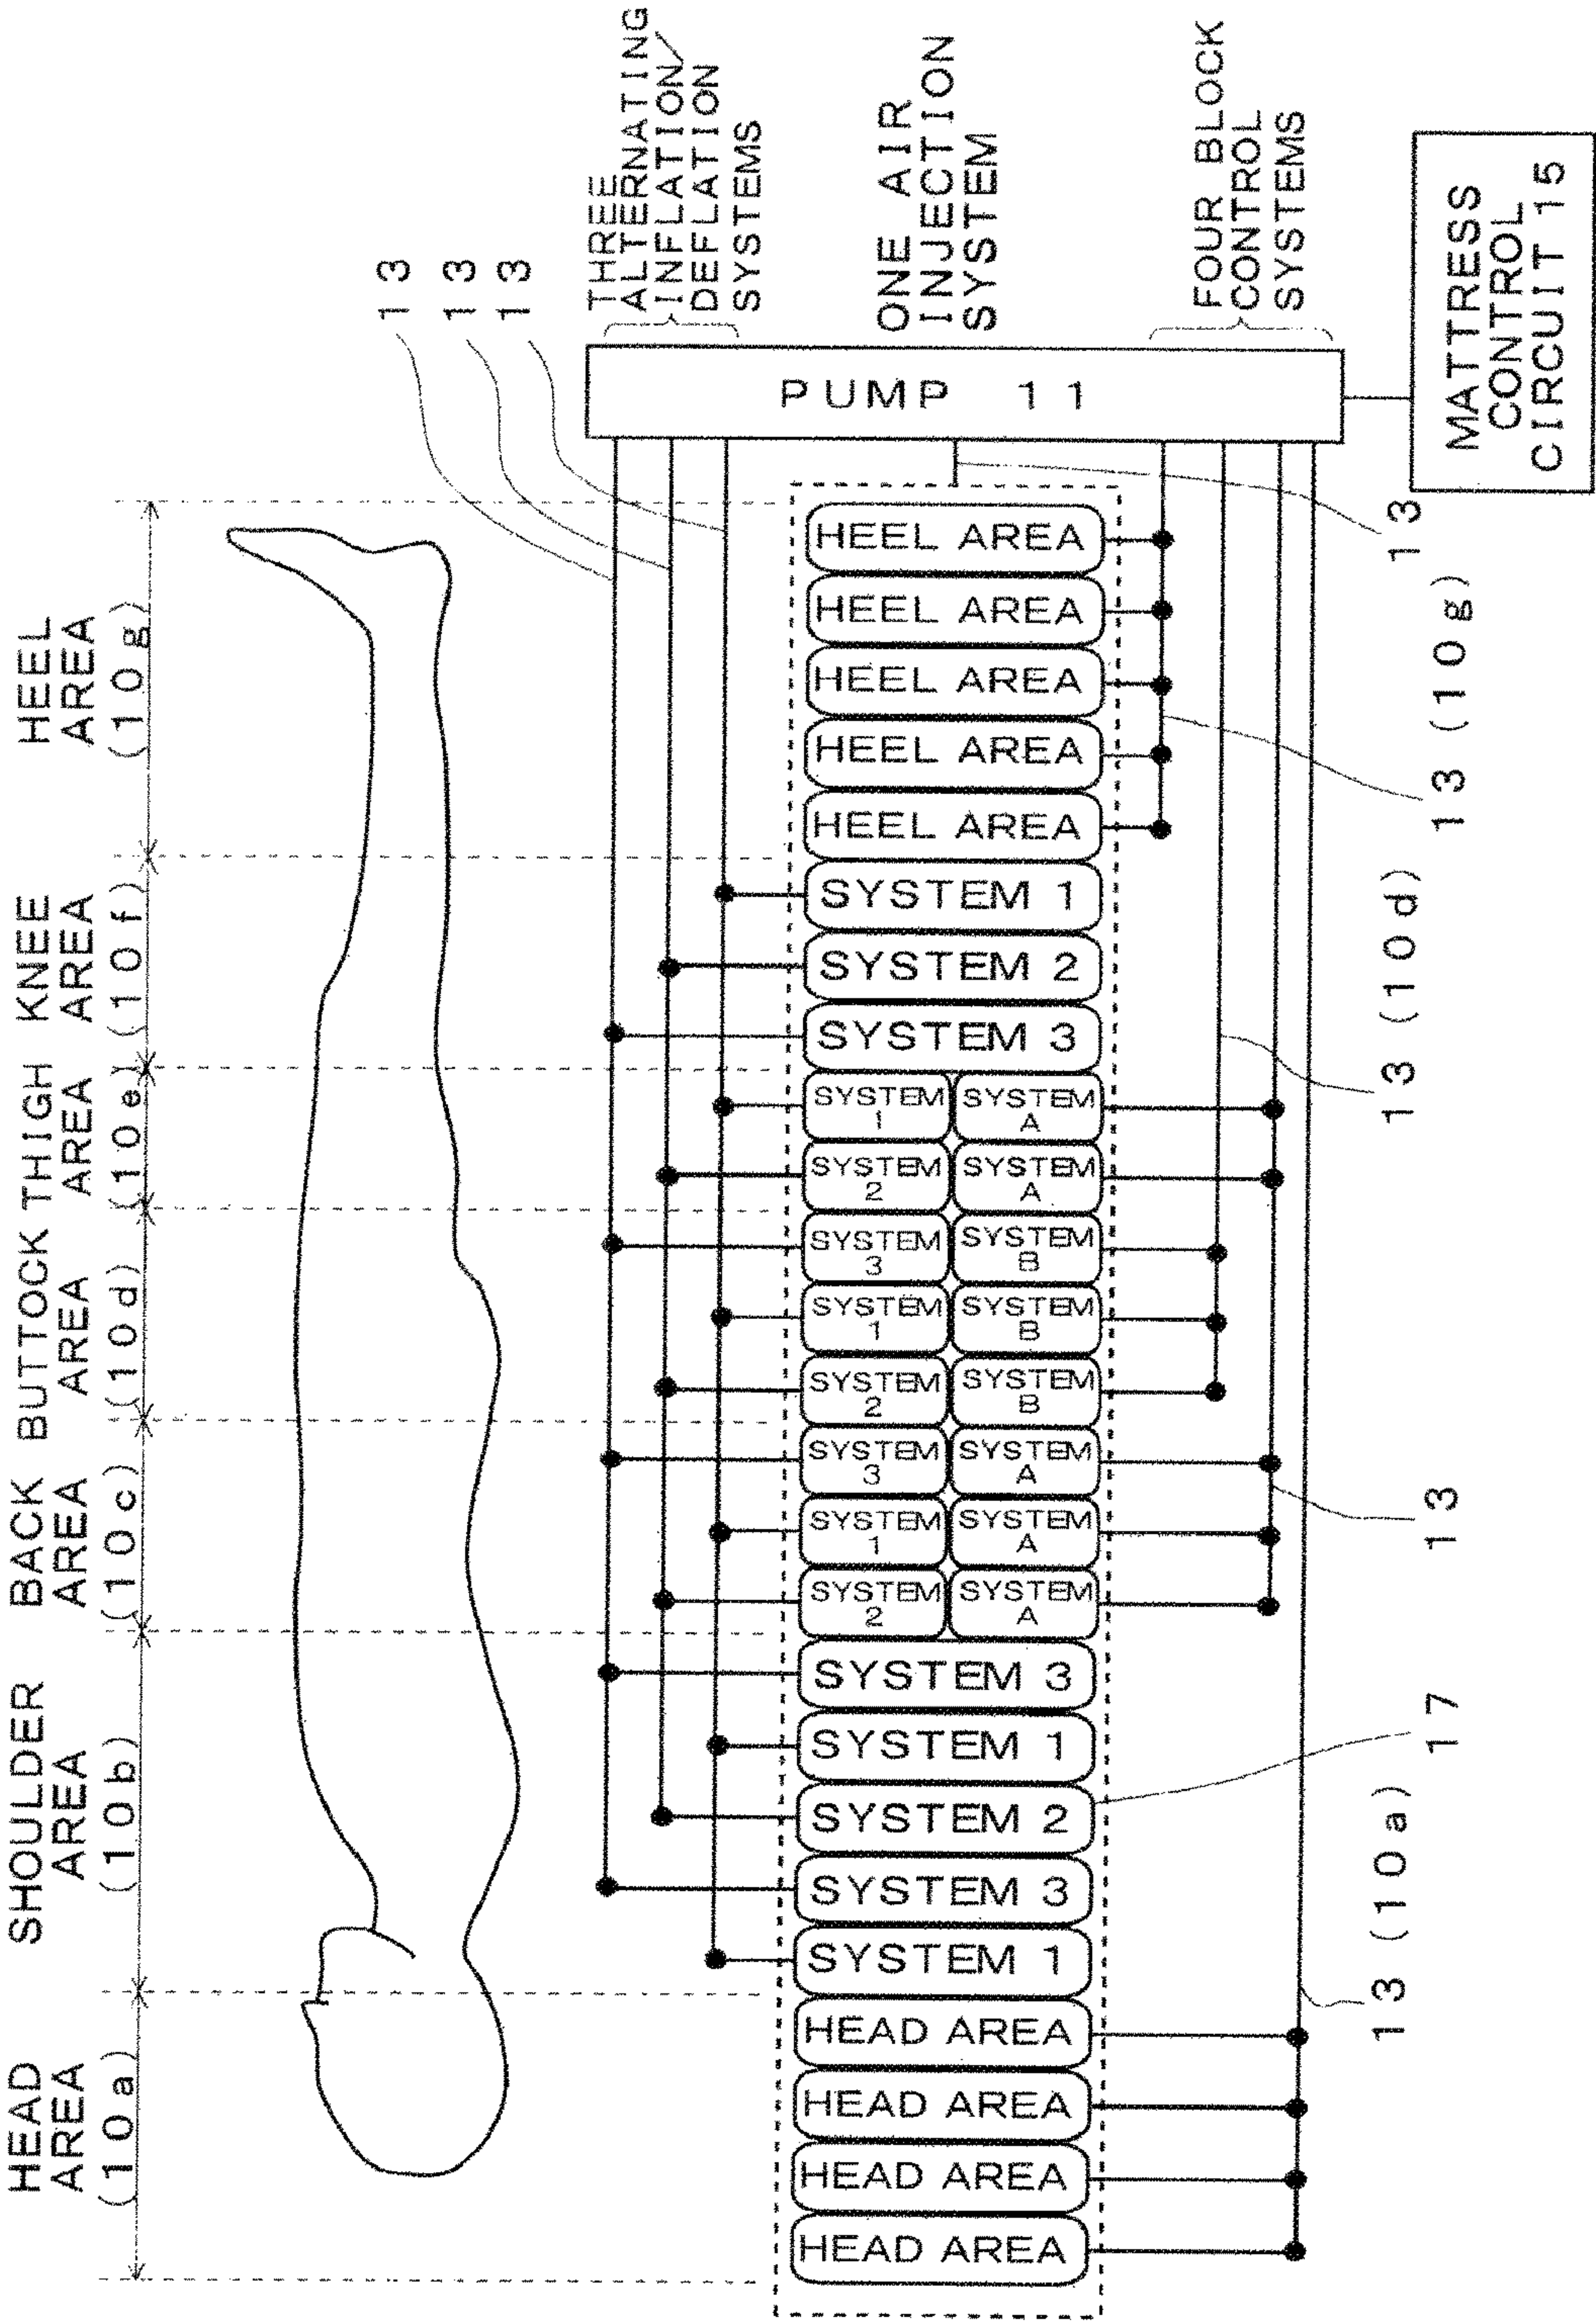 HEAD
AREA
(10a)
SHOULDER
AREA
(10b)
BACK
AREA
(10c)
BUTTOCK
AREA
(10d)
THIGH
AREA
(10e)
KNEE
AREA
(10f)
HEEL
AREA
(10g)
13
13
13
THREE
ALTERNATING
INFLATION/
DEFLATION
SYSTEMS
ONE AIR
INJECTION
SYSTEM
FOUR BLOCK
CONTROL
SYSTEMS
PUMP 11
MATTRESS
CONTROL
CIRCUIT 15
HEAD AREA
HEAD AREA
HEAD AREA
HEAD AREA
SYSTEM 1
SYSTEM 3
SYSTEM 2
SYSTEM 1
SYSTEM 3
SYSTEM
2
SYSTEM
A
SYSTEM
1
SYSTEM
A
SYSTEM
3
SYSTEM
A
SYSTEM
2
SYSTEM
B
SYSTEM
1
SYSTEM
B
SYSTEM
3
SYSTEM
B
SYSTEM
2
SYSTEM
A
SYSTEM
1
SYSTEM
A
SYSTEM 3
SYSTEM 2
SYSTEM 1
HEEL AREA
HEEL AREA
HEEL AREA
HEEL AREA
HEEL AREA
13 (10a)
17
13
13 (10d)
13 (10g)
13